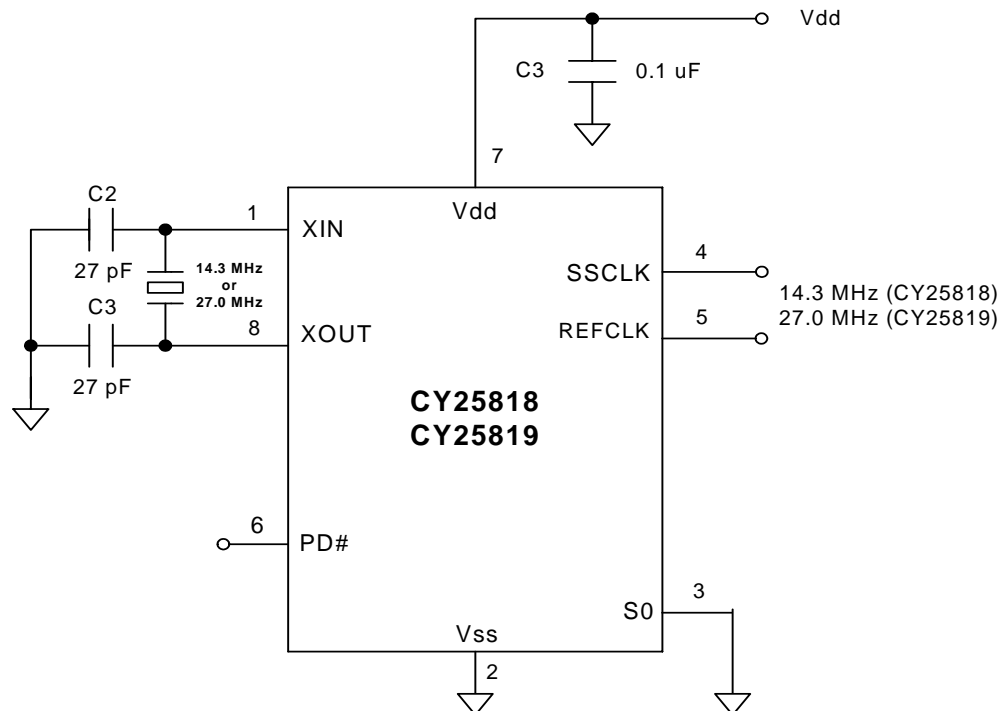 Vdd
C3
0.1 uF
7
C2
1
27 pF
XIN
Vdd
14.3 MHz
or
27.0 MHz
4
SSCLK
14.3 MHz (CY25818)
27.0 MHz (CY25819)
C3
8
XOUT
5
REFCLK
27 pF
CY25818
CY25819
6
PD#
3
S0
Vss
2